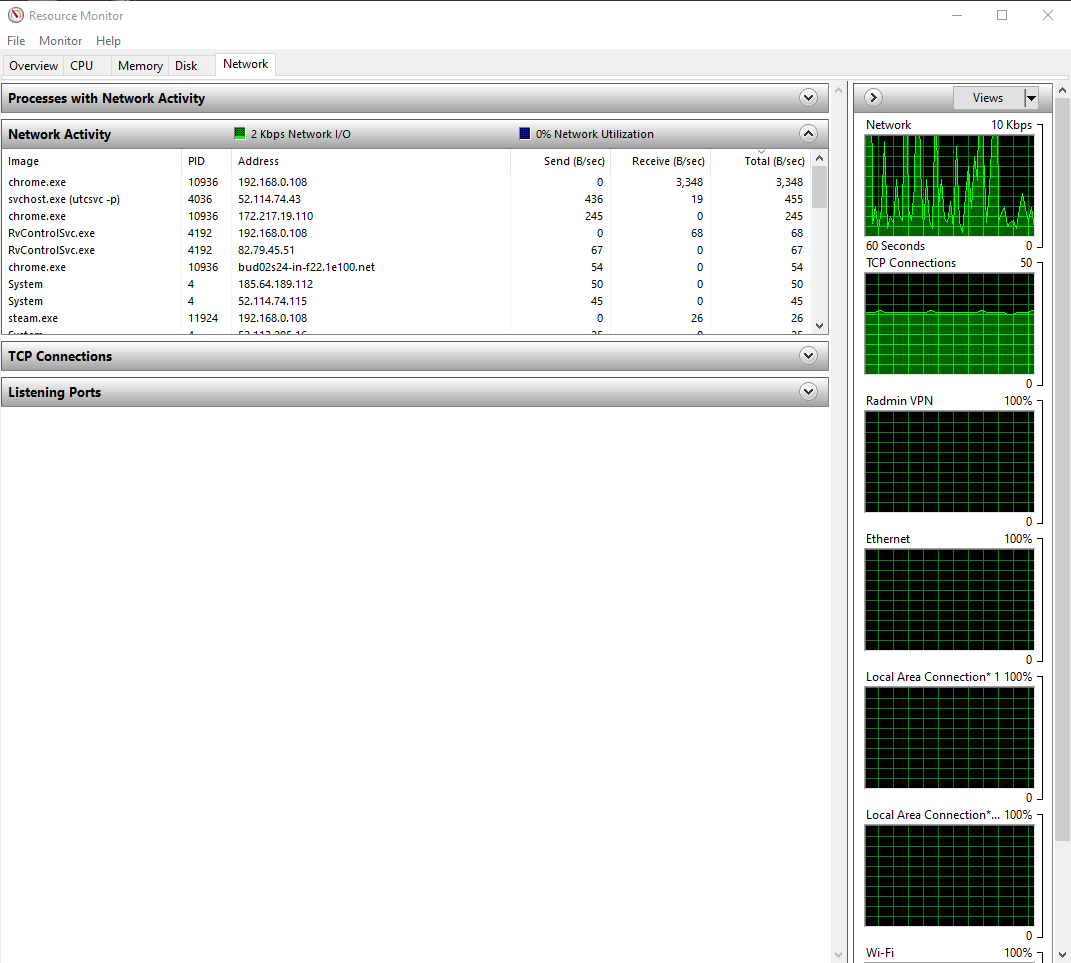 Resource Monitor
File Monitor Help
Overview CPU Memory Disk Network
Processes with Network Activity
Network Activity 2 Kbps Network I/O 0% Network Utilization
Image PID Address Send (B/sec) Receive (B/sec) Total (B/sec)
chrome.exe 10936 192.168.0.108 0 3,348 3,348
svchost.exe (utcsvc -p) 4036 52.114.74.43 436 19 455
chrome.exe 10936 172.217.19.110 245 0 245
RvControlSvc.exe 4192 192.168.0.108 0 68 68
RvControlSvc.exe 4192 82.79.45.51 67 0 67
chrome.exe 10936 bud02s24-in-f22.1e100.net 54 0 54
System 4 185.64.189.112 50 0 50
System 4 52.114.74.115 45 0 45
steam.exe 11924 192.168.0.108 0 26 26
TCP Connections
Listening Ports
Views
Network 10 Kbps
60 Seconds 0
TCP Connections 50
0
Radmin VPN 100%
0
Ethernet 100%
0
Local Area Connection* 1 100%
0
Local Area Connection*... 100%
0
Wi-Fi 100%